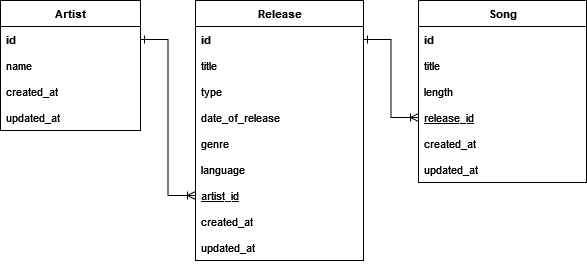 Artist
id
name
created_at
updated_at
Release
id
title
type
date_of_release
genre
language
artist_id
created_at
updated_at
Song
id
title
length
release_id
created_at
updated_at